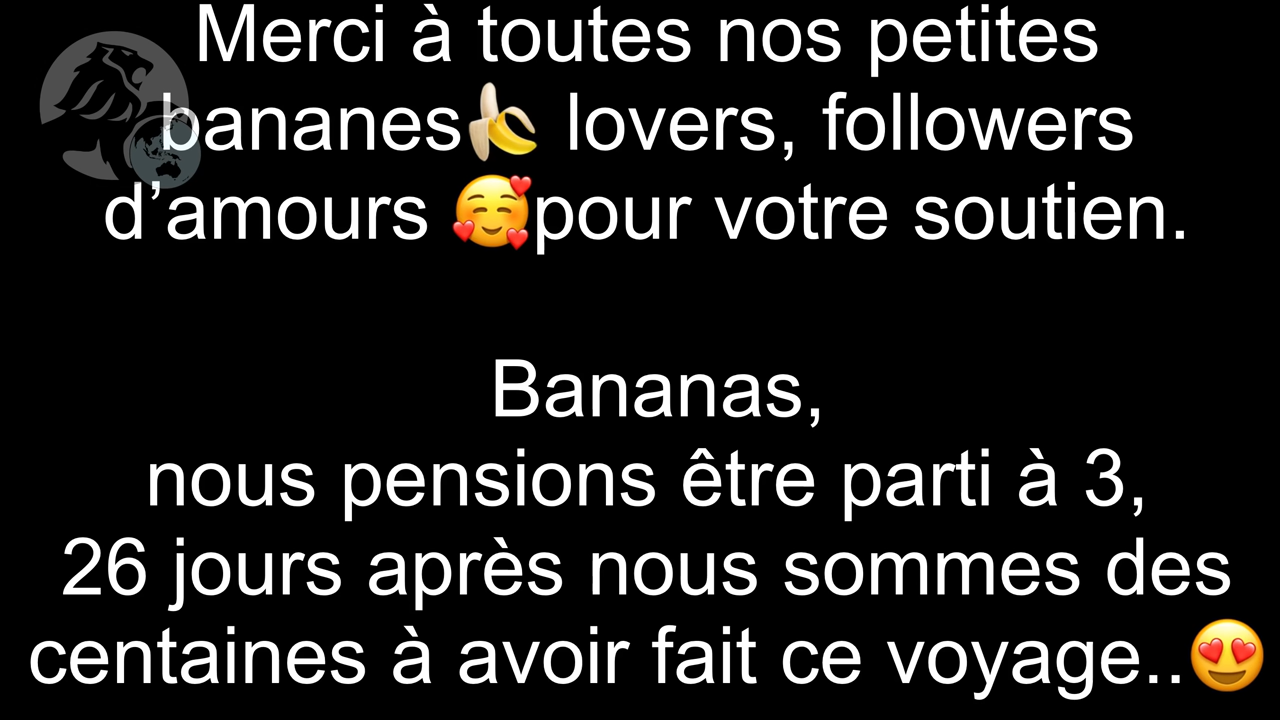 Merci à toutes nos petites
bananes🍌 lovers, followers
d’amours 🥰pour votre soutien.
Bananas,
nous pensions être parti à 3,
26 jours après nous sommes des
centaines à avoir fait ce voyage..😍